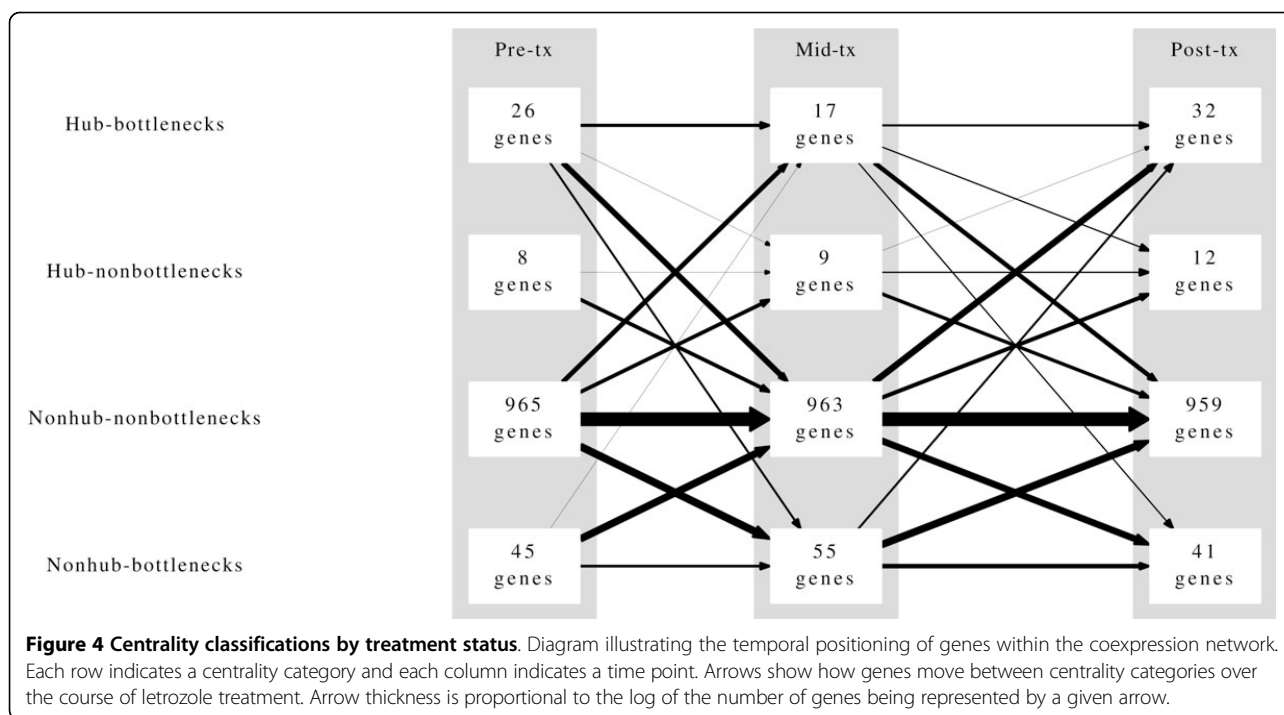 Pre-tx Mid-tx Post-tx
Hub-bottlenecks 26 17 32
genes genes genes
Hub-nonbottlenecks 8 9 12
genes genes genes
Nonhub-nonbottlenecks 965 963 959
genes genes genes
Nonhub-bottlenecks 45 55 41
genes genes genes
Figure 4 Centrality classifications by treatment status. Diagram illustrating the temporal positioning of genes within the coexpression network.
Each row indicates a centrality category and each column indicates a time point. Arrows show how genes move between centrality categories over
the course of letrozole treatment. Arrow thickness is proportional to the log of the number of genes being represented by a given arrow.